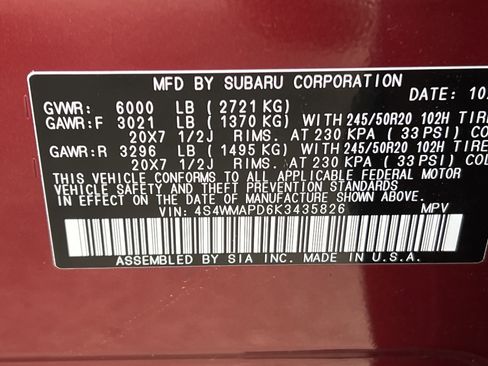 MFD BY SUBARU CORPORATION
DATE: 10
GVWR: 6000 LB (2721 KG)
GAWR:F 3021 LB (1370 KG) WITH 245/50R20 102H TIRE
20X7 1/2J RIMS. AT 230 KPA (33 PSI) COL
GAWR:R 3296 LB (1495 KG) WITH 245/50R20 102H TIRE
20X7 1/2J RIMS. AT 230 KPA (33 PSI) COL
THIS VEHICLE CONFORMS TO ALL APPLICABLE FEDERAL MOTOR
VEHICLE SAFETY, BUMPER, AND THEFT PREVENTION STANDARDS
IN EFFECT ON THE DATE OF MANUFACTURE SHOWN ABOVE.
VIN: 4S4WMAPD6K3435826 MPV
ASSEMBLED BY SIA INC. MADE IN U.S.A.